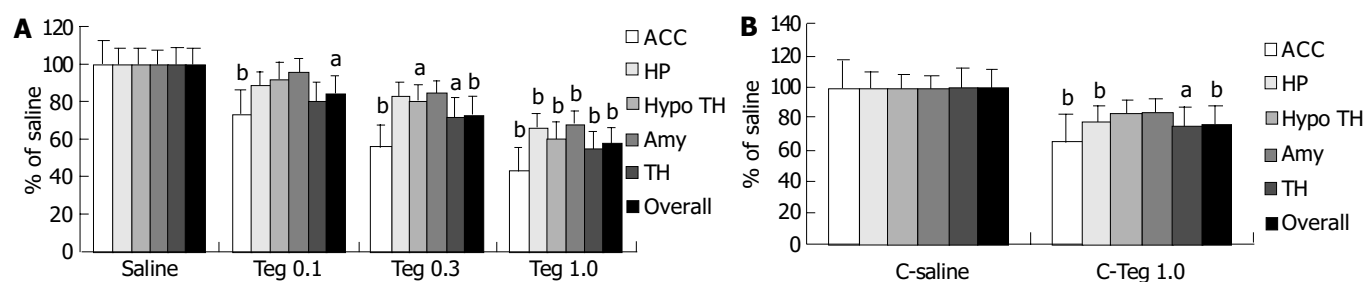 A
% of saline
120
100
80
60
40
20
0
b a
b a a b
b b b b b b
Saline Teg 0.1 Teg 0.3 Teg 1.0
ACC
HP
Hypo TH
Amy
TH
Overall
B
% of saline
140
120
100
80
60
40
20
0
b b a b
C-saline C-Teg 1.0
ACC
HP
Hypo TH
Amy
TH
Overall